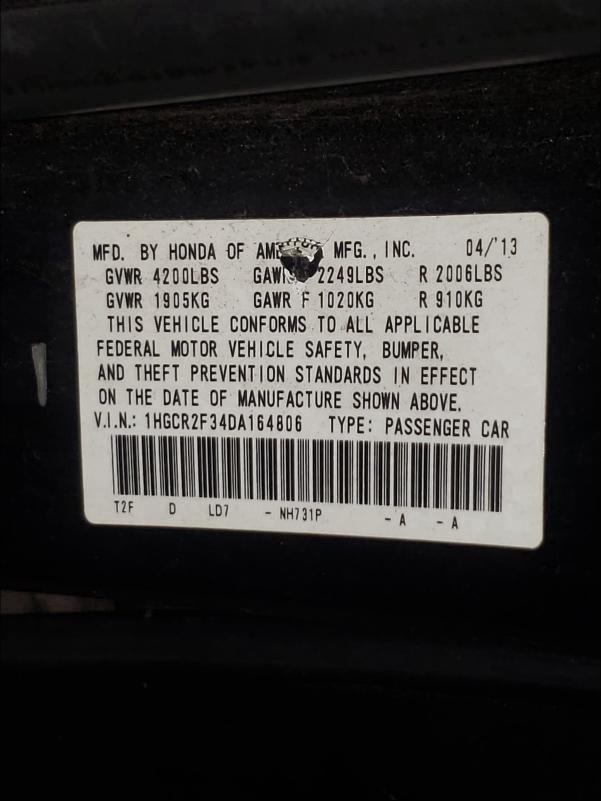 MFD. BY HONDA OF MFG., INC. 04/'13
GVWR 4200LBS 2249LBS R 2006LBS
GVWR 1905KG GAWR F 1020KG R 910KG
THIS VEHICLE CONFORMS TO ALL APPLICABLE
FEDERAL MOTOR VEHICLE SAFETY, BUMPER,
AND THEFT PREVENTION STANDARDS IN EFFECT
ON THE DATE OF MANUFACTURE SHOWN ABOVE.
V.I.N.: 1HGCR2F34DA164806 TYPE: PASSENGER CAR
T2F D LD7 - NH731P - A - A